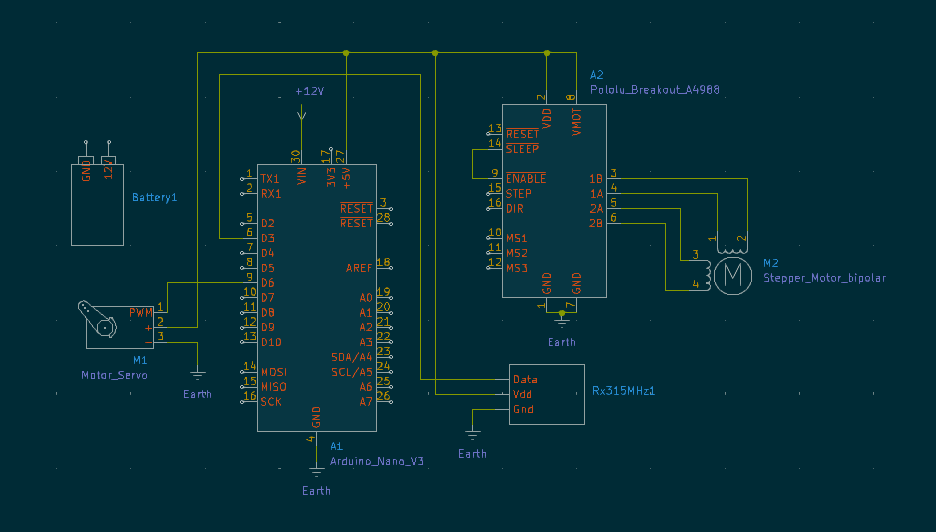 +12V
GND
12V
Battery1
30
17
27
VIN
3V3
+5V
1
TX1
2
RX1
5
D2
6
D3
7
D4
8
D5
9
D6
10
D7
11
D8
12
D9
13
D10
14
MOSI
15
MISO
16
SCK
RESET
3
RESET
28
AREF
18
A0
19
A1
20
A2
21
A3
22
SDA/A4
23
SCL/A5
24
A6
25
A7
26
GND
4
A1
Arduino_Nano_V3
Earth
PWM
1
+
2
-
3
M1
Motor_Servo
Earth
A2
Pololu_Breakout_A4988
2
8
VDD
VMOT
13
RESET
14
SLEEP
9
ENABLE
15
STEP
16
DIR
10
MS1
11
MS2
12
MS3
1B
3
1A
4
2A
5
2B
6
GND
GND
1
7
Earth
1
2
3
4
M
M2
Stepper_Motor_bipolar
Data
Vdd
Gnd
Rx315MHz1
Earth